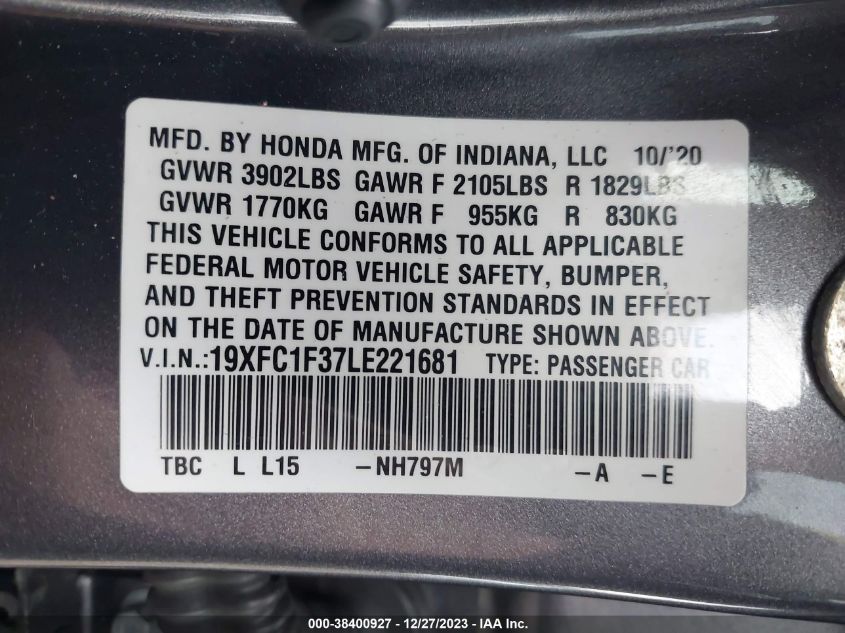 MFD. BY HONDA MFG. OF INDIANA, LLC 10/'20
GVWR 3902LBS GAWR F 2105LBS R 1829LBS
GVWR 1770KG GAWR F 955KG R 830KG
THIS VEHICLE CONFORMS TO ALL APPLICABLE
FEDERAL MOTOR VEHICLE SAFETY, BUMPER,
AND THEFT PREVENTION STANDARDS IN EFFECT
ON THE DATE OF MANUFACTURE SHOWN ABOVE.
V.I.N.:19XFC1F37LE221681 TYPE: PASSENGER CAR
TBC L L15 -NH797M -A -E
000-38400927 - 12/27/2023 - IAA Inc.